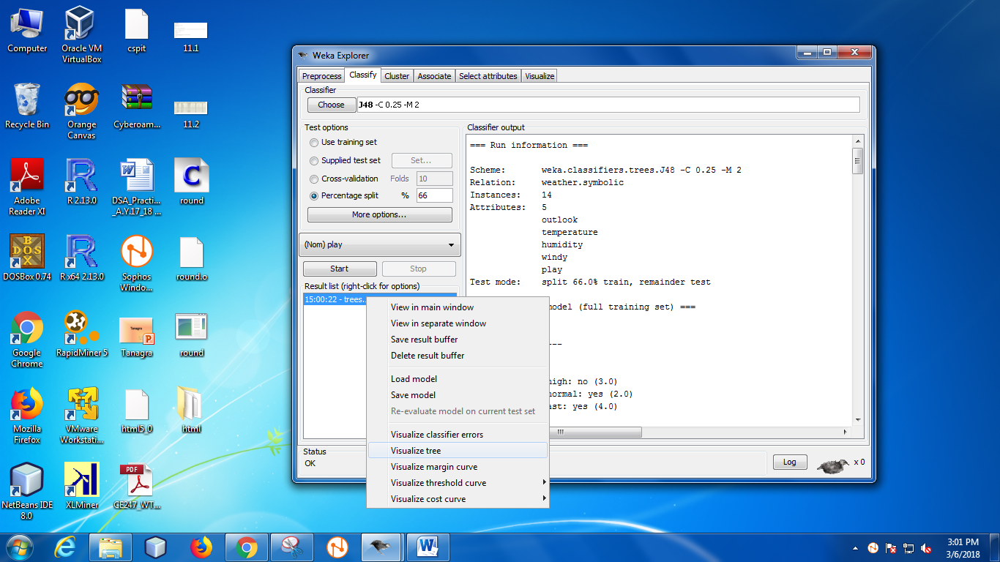 Computer
Oracle VM
VirtualBox
cspit
11.1
Recycle Bin
Orange
Canvas
Cyberoam...
11.2
Adobe
Reader XI
R 2.13.0
DSA_Practi...
_A.Y.17_18 ...
round
DOSBox 0.74
R x64 2.13.0
Sophos
Windo...
round.o
Google
Chrome
RapidMiner 5
Tanagra
round
Mozilla
Firefox
VMware
Workstati...
html5_0
html
NetBeans IDE
8.0
XLMiner
PDF
CE247_WT...
Weka Explorer
Preprocess Classify Cluster Associate Select attributes Visualize
Classifier
Choose J48 -C 0.25 -M 2
Test options
Use training set
Supplied test set Set...
Cross-validation Folds 10
Percentage split % 66
More options...
(Nom) play
Start Stop
Result list (right-click for options)
15:00:22 - trees..
Classifier output
=== Run information ===
Scheme: weka.classifiers.trees.J48 -C 0.25 -M 2
Relation: weather.symbolic
Instances: 14
Attributes: 5
outlook
temperature
humidity
windy
play
Test mode: split 66.0% train, remainder test
model (full training set) ===
---
high: no (3.0)
normal: yes (2.0)
ast: yes (4.0)
View in main window
View in separate window
Save result buffer
Delete result buffer
Load model
Save model
Re-evaluate model on current test set
Visualize classifier errors
Visualize tree
Visualize margin curve
Visualize threshold curve
Visualize cost curve
Status
OK
Log
x 0
3:01 PM
3/6/2018